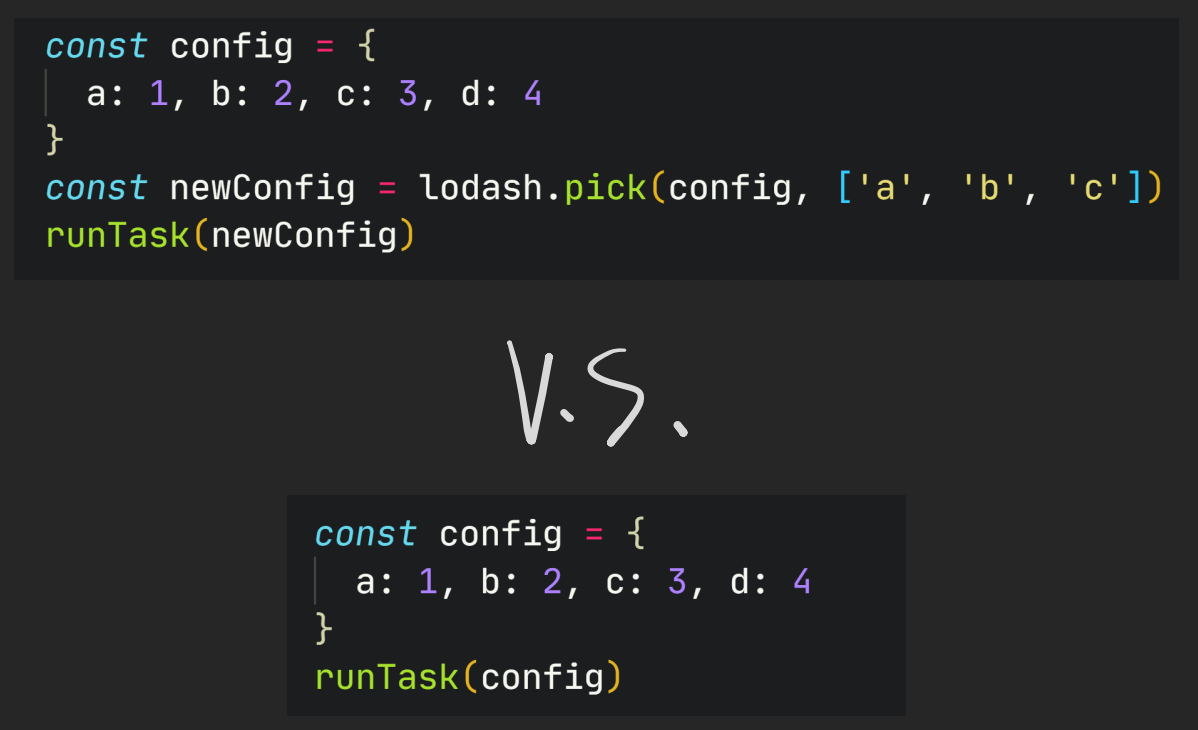 const config = {
  a: 1, b: 2, c: 3, d: 4
}
const newConfig = lodash.pick(config, ['a', 'b', 'c'])
runTask(newConfig)
V.S.
const config = {
  a: 1, b: 2, c: 3, d: 4
}
runTask(config)